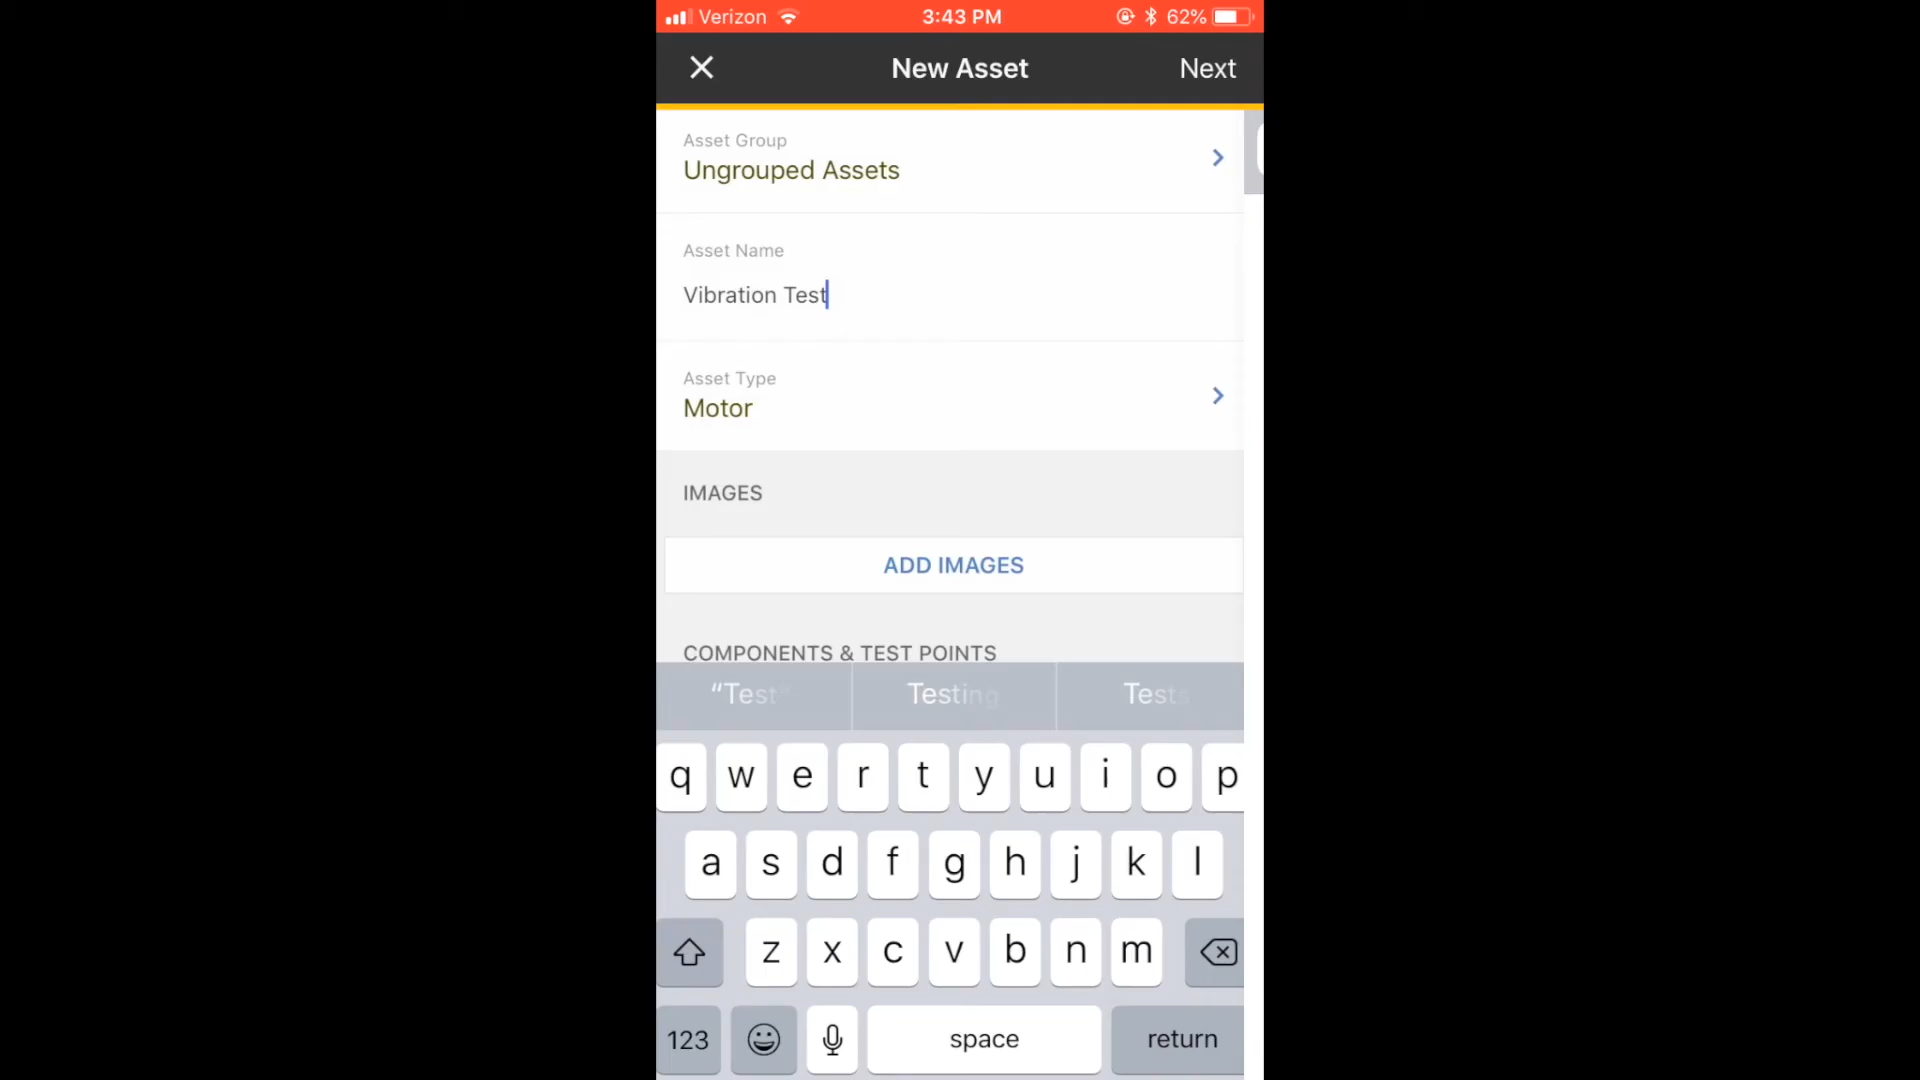 Verizon 3:43 PM 62%
New Asset Next
Asset Group
Ungrouped Assets
Asset Name
Vibration Test
Asset Type
Motor
IMAGES
ADD IMAGES
COMPONENTS & TEST POINTS
“Test” Testing Tests
q w e r t y u i o p
a s d f g h j k l
z x c v b n m
123 space return